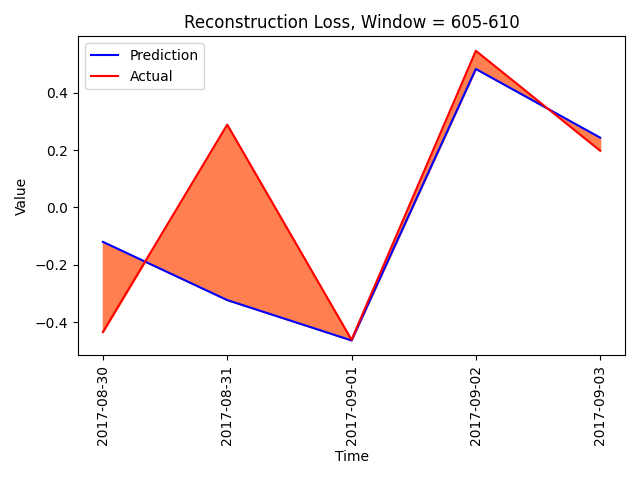 Reconstruction Loss, Window = 605-610
Prediction
Actual
Value
0.4
0.2
0.0
−0.2
−0.4
2017-08-30
2017-08-31
2017-09-01
2017-09-02
2017-09-03
Time